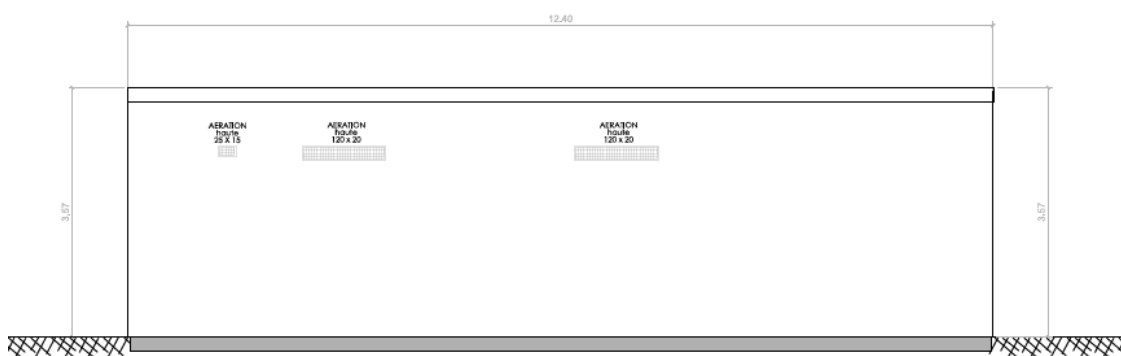 12.40
AERATION
haute
25 X 15
AERATION
haute
120 x 20
AERATION
haute
120 x 20
3.57
3.57